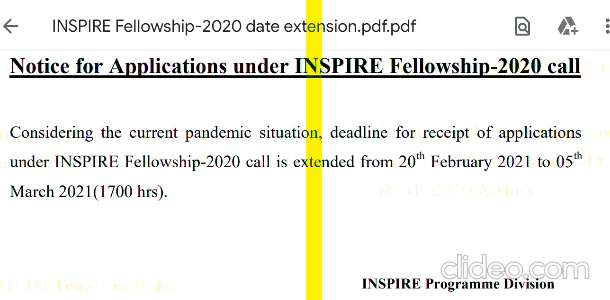 INSPIRE Fellowship-2020 date extension.pdf.pdf
Notice for Applications under INSPIRE Fellowship-2020 call
Considering the current pandemic situation, deadline for receipt of applications
under INSPIRE Fellowship-2020 call is extended from 20th February 2021 to 05th
March 2021(1700 hrs).
clideo.com
INSPIRE Programme Division